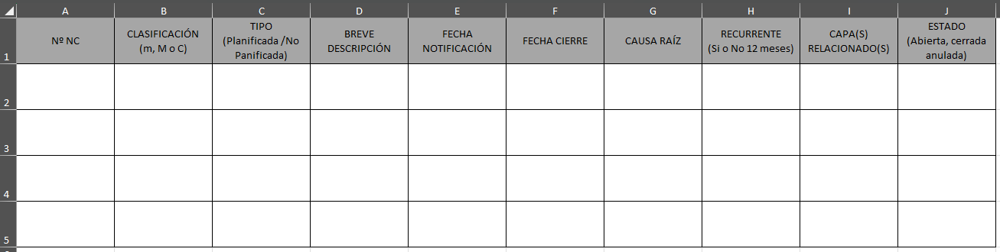 A B C D E F G H I J
1
Nº NC
CLASIFICACIÓN
(m, M o C)
TIPO
(Planificada /No
Panificada)
BREVE
DESCRIPCIÓN
FECHA
NOTIFICACIÓN
FECHA CIERRE
CAUSA RAÍZ
RECURRENTE
(Si o No 12 meses)
CAPA(S)
RELACIONADO(S)
ESTADO
(Abierta, cerrada
anulada)
2
3
4
5